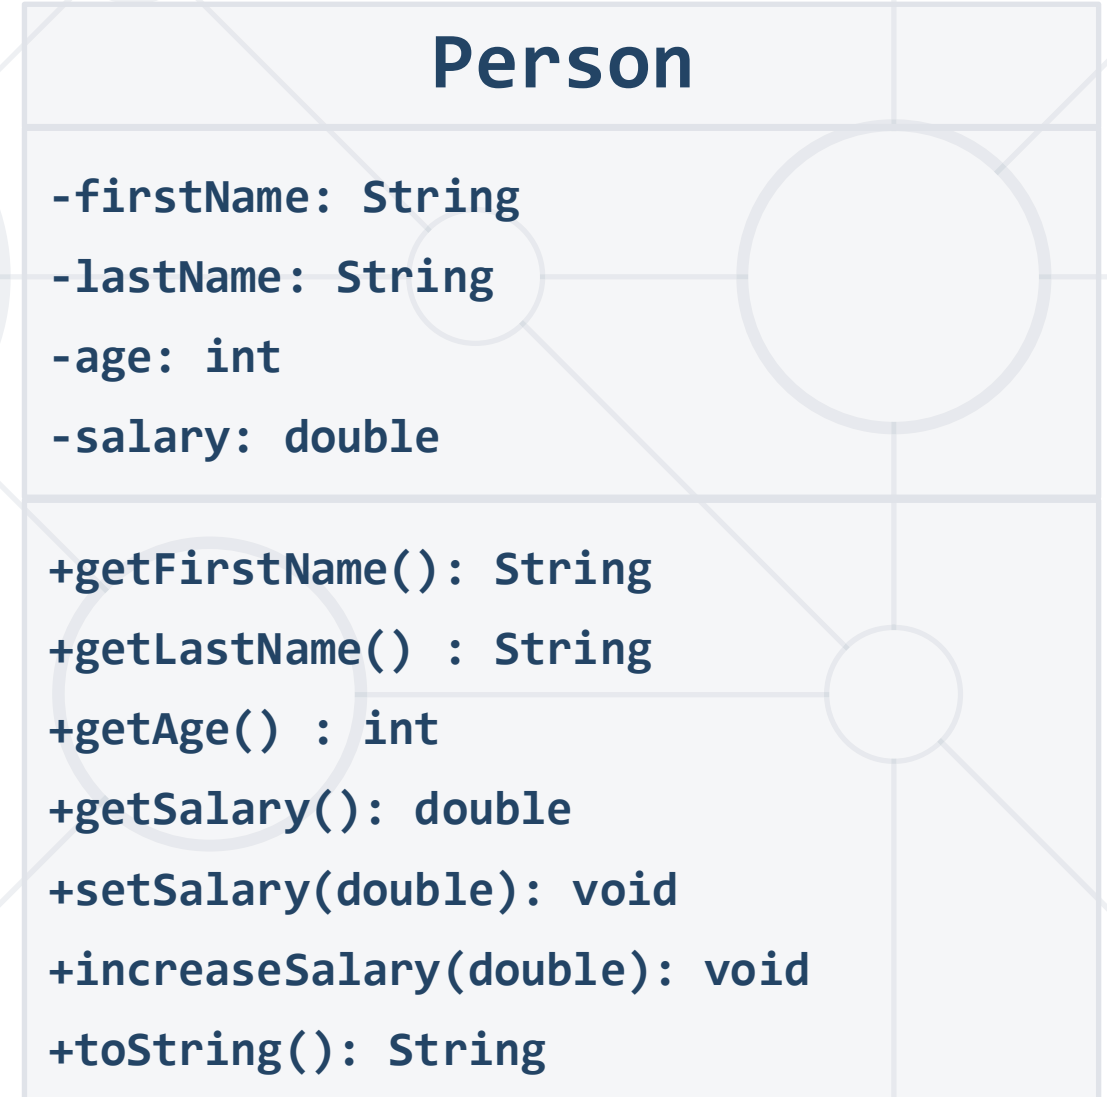 Person
-firstName: String
-lastName: String
-age: int
-salary: double
+getFirstName(): String
+getLastName() : String
+getAge() : int
+getSalary(): double
+setSalary(double): void
+increaseSalary(double): void
+toString(): String